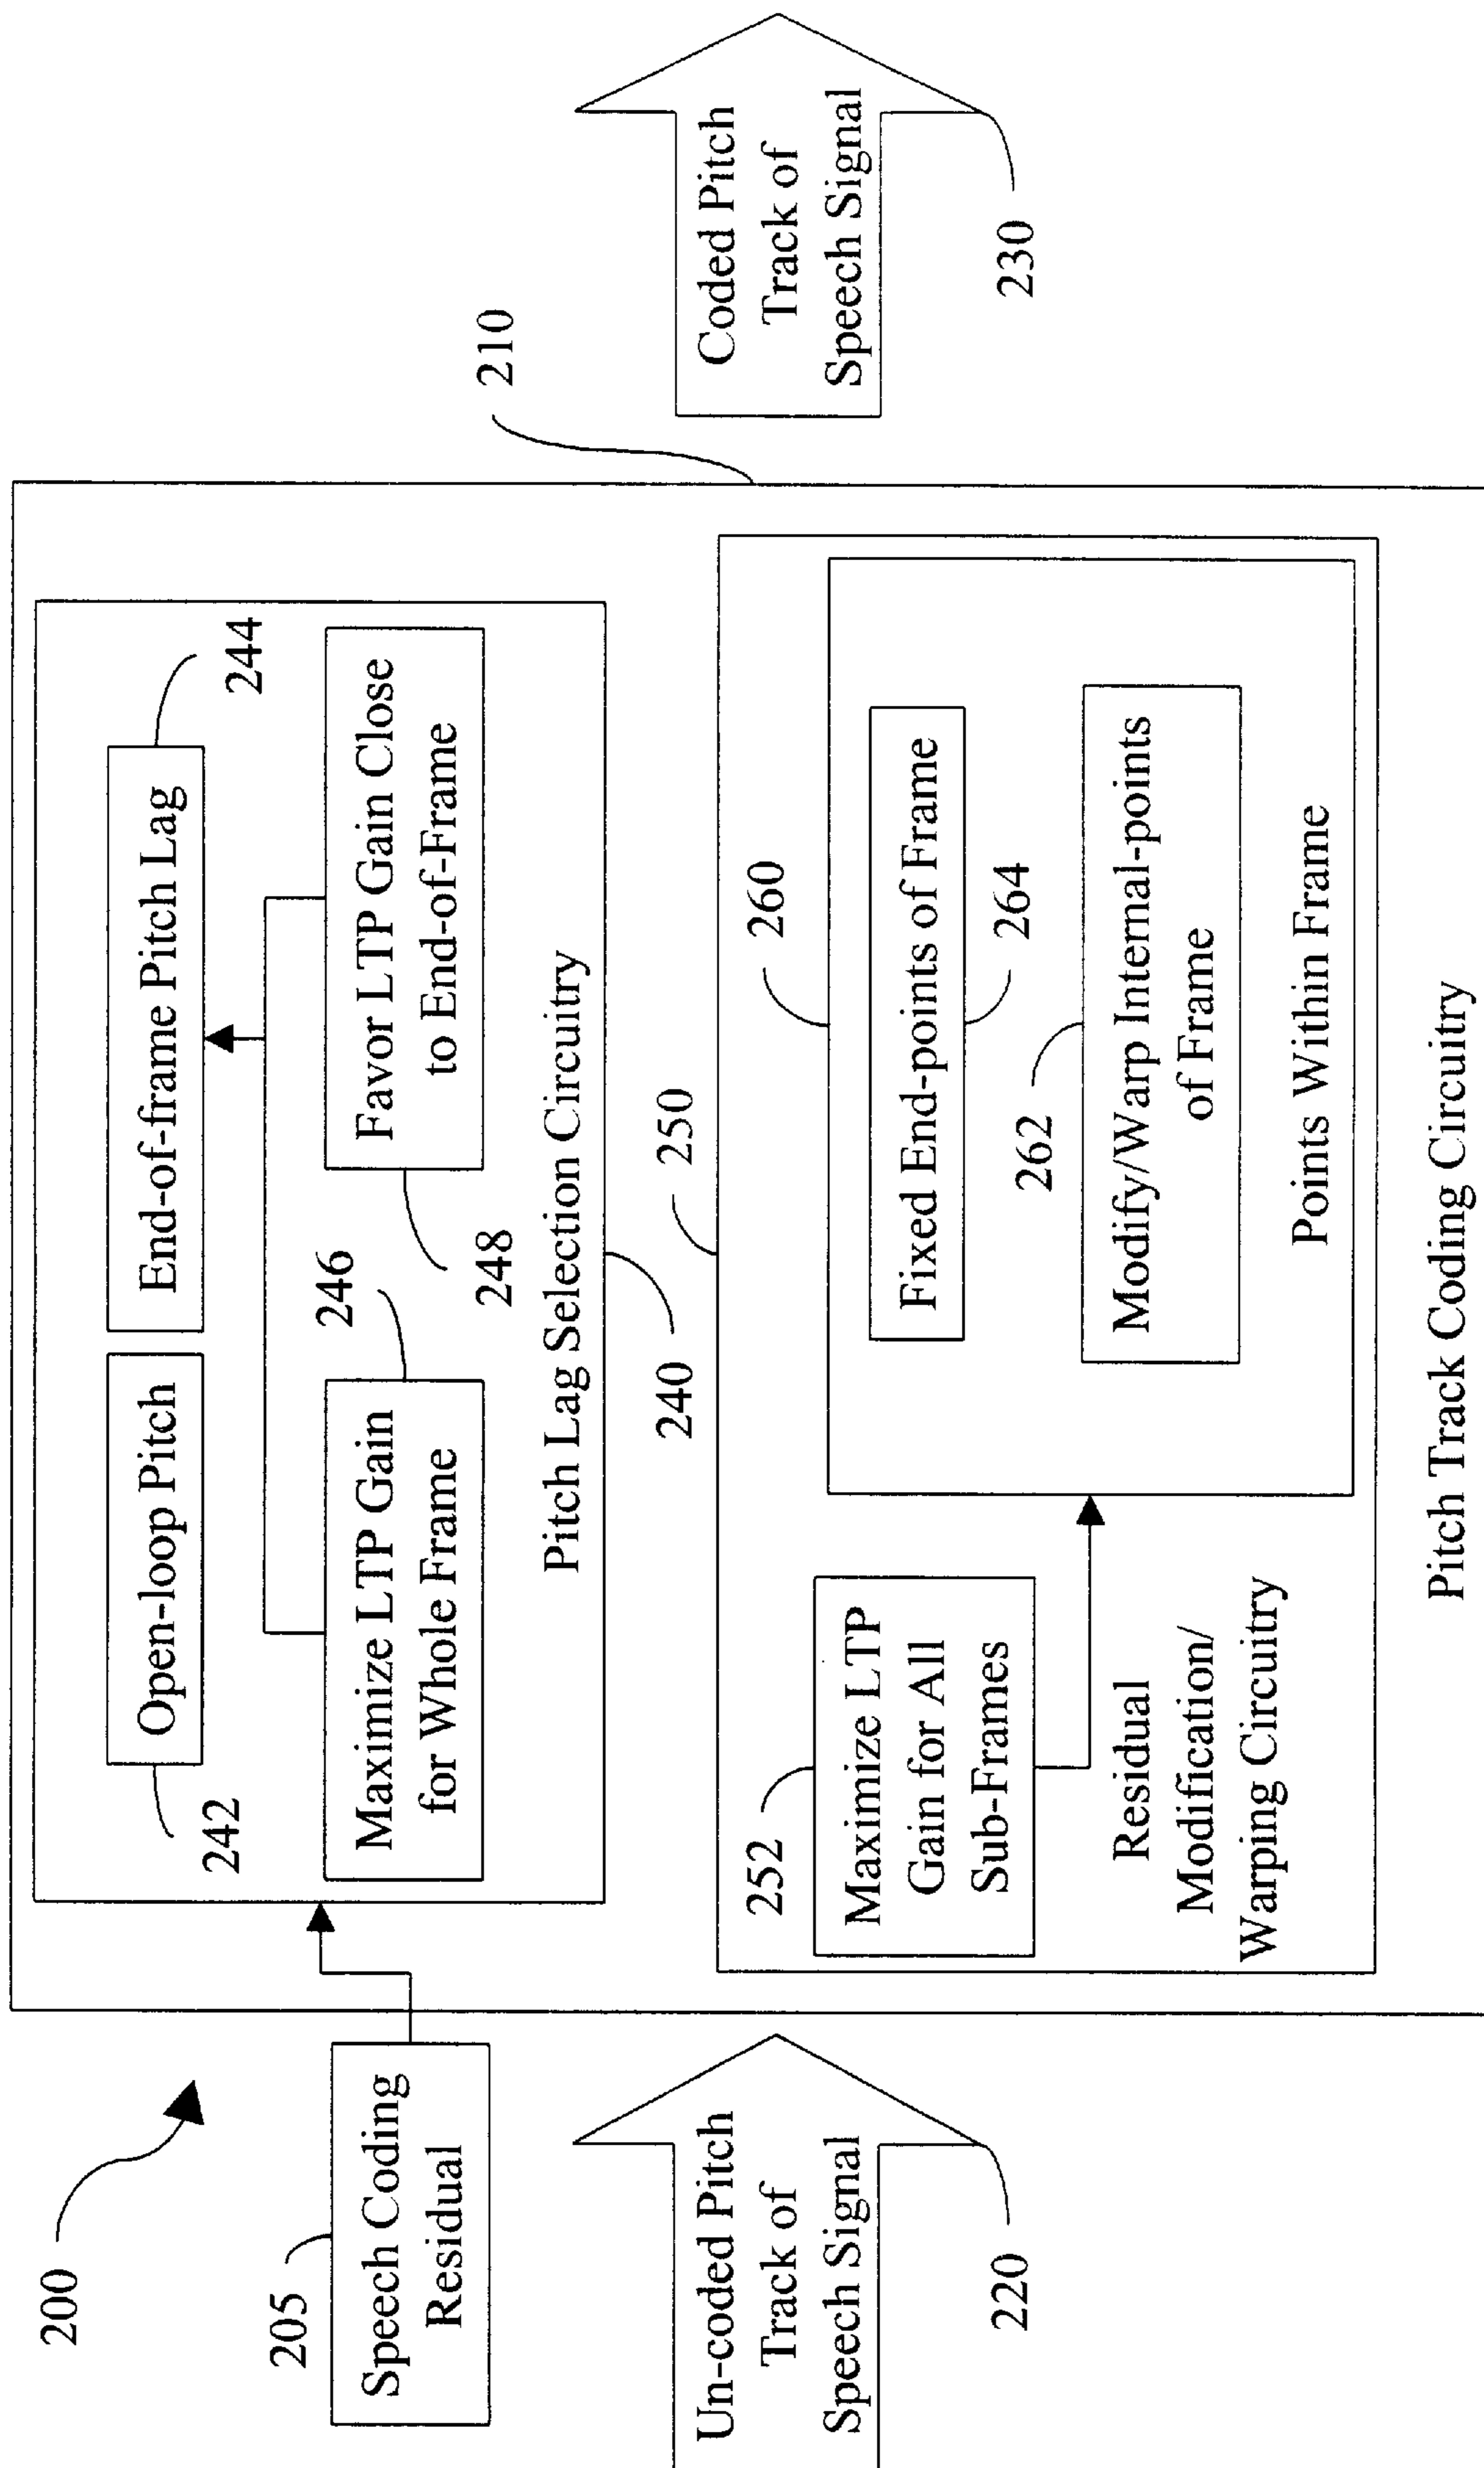 200
205
Speech Coding
Residual
Un-coded Pitch
Track of
Speech Signal
220
242
Open-loop Pitch
End-of-frame Pitch Lag
244
246
Maximize LTP Gain
for Whole Frame
Favor LTP Gain Close
to End-of-Frame
248
Pitch Lag Selection Circuitry
240
250
252
Maximize LTP
Gain for All
Sub-Frames
Residual
Modification/
Warping Circuitry
260
Fixed End-points of Frame
264
262
Modify/Warp Internal-points
of Frame
Points Within Frame
Pitch Track Coding Circuitry
210
Coded Pitch
Track of
Speech Signal
230